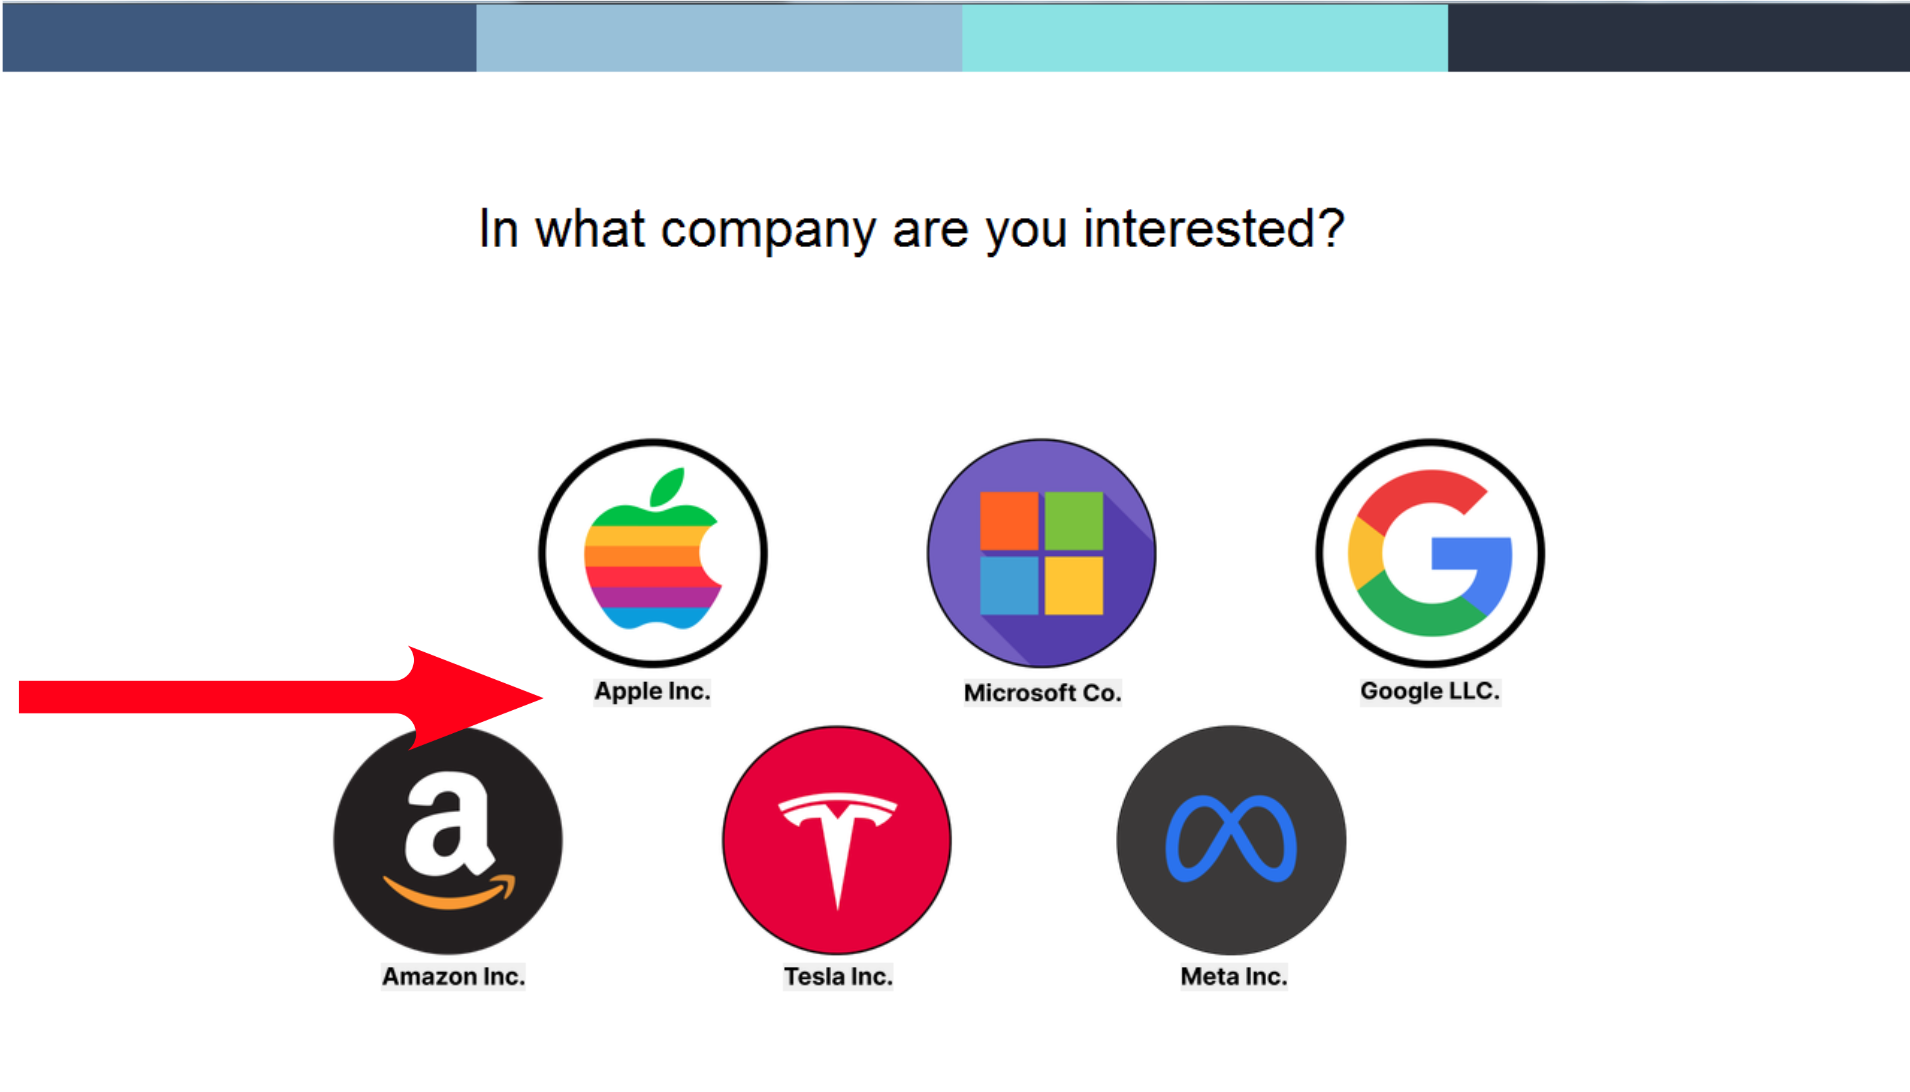 In what company are you interested?
Apple Inc.
Microsoft Co.
Google LLC.
Amazon Inc.
Tesla Inc.
Meta Inc.